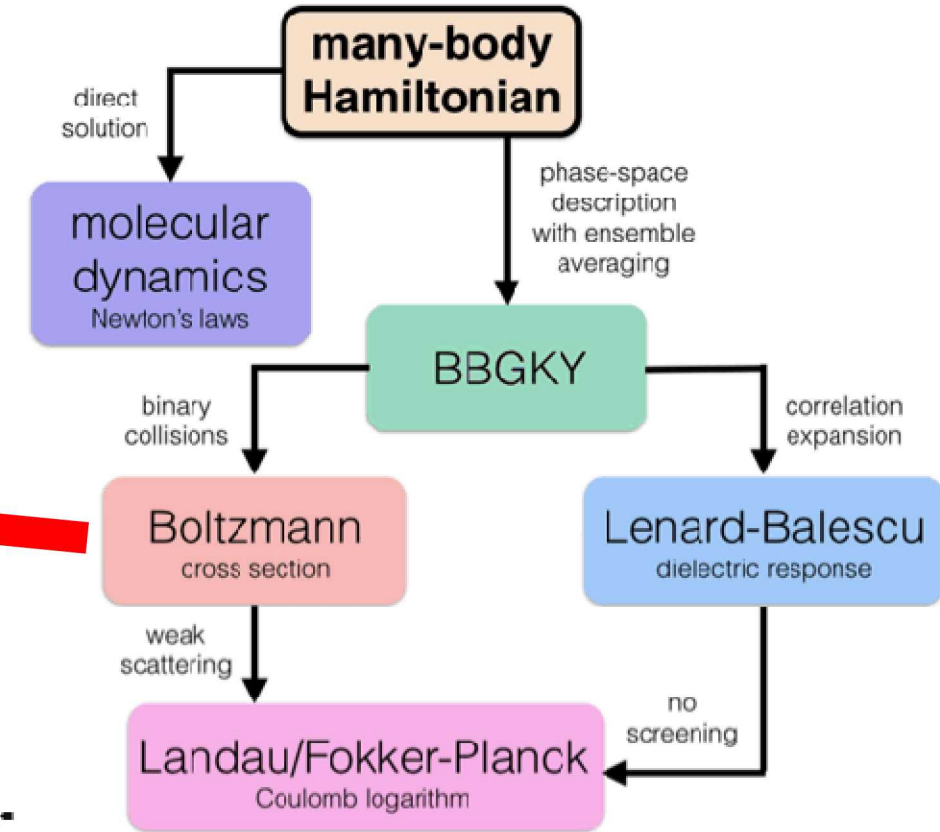 many-body
Hamiltonian
direct
solution
phase-space
description
with ensemble
averaging
molecular
dynamics
Newton's laws
BBGKY
binary
collisions
correlation
expansion
Boltzmann
cross section
Lenard-Balescu
dielectric response
weak
scattering
no
screening
Landau/Fokker-Planck
Coulomb logarithm